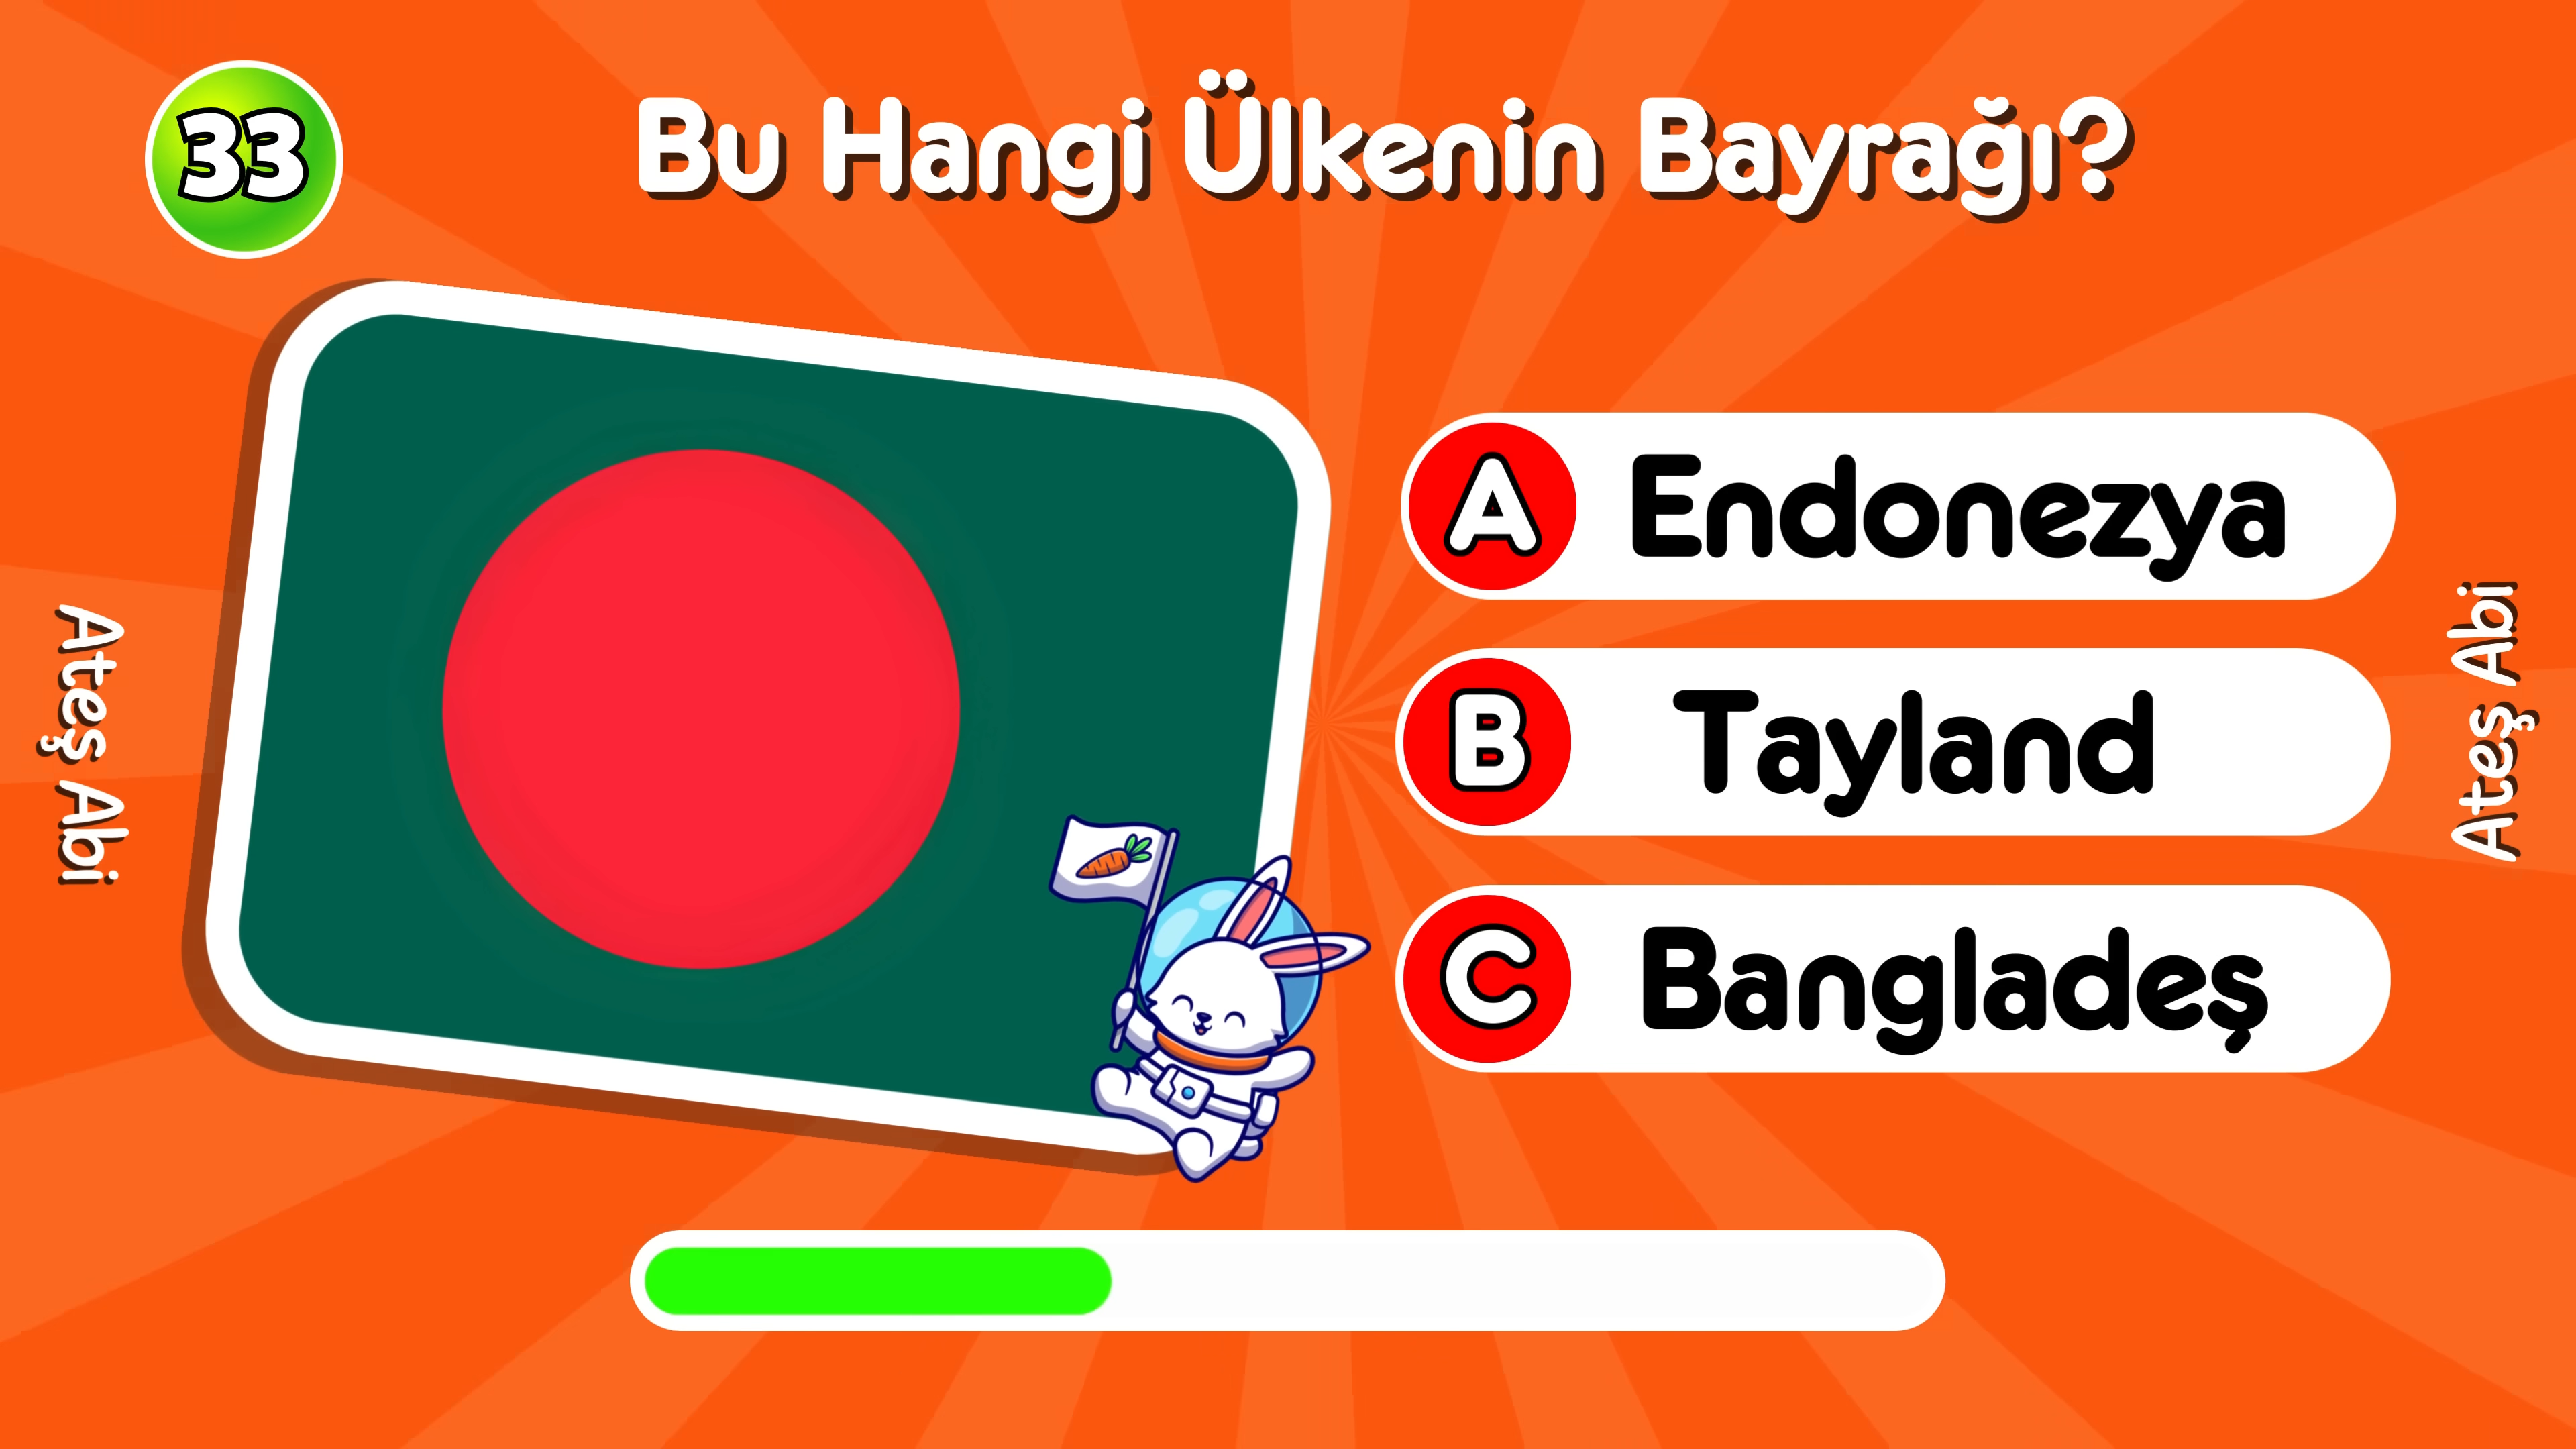 33
Bu Hangi Ülkenin Bayrağı?
A Endonezya
B Tayland
C Bangladeş
Ateş Abi
Ateş Abi